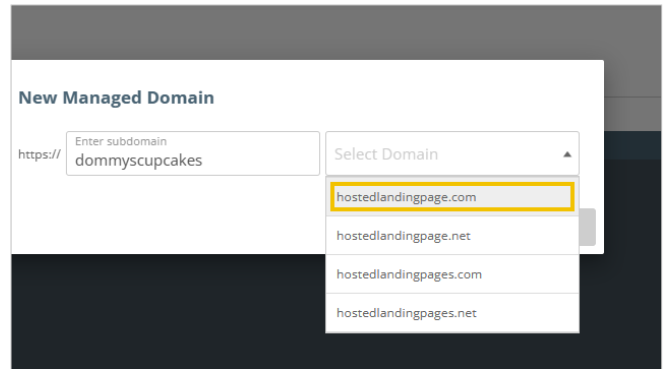 New Managed Domain
https://
Enter subdomain
dommyscupcakes
Select Domain
hostedlandingpage.com
hostedlandingpage.net
hostedlandingpages.com
hostedlandingpages.net